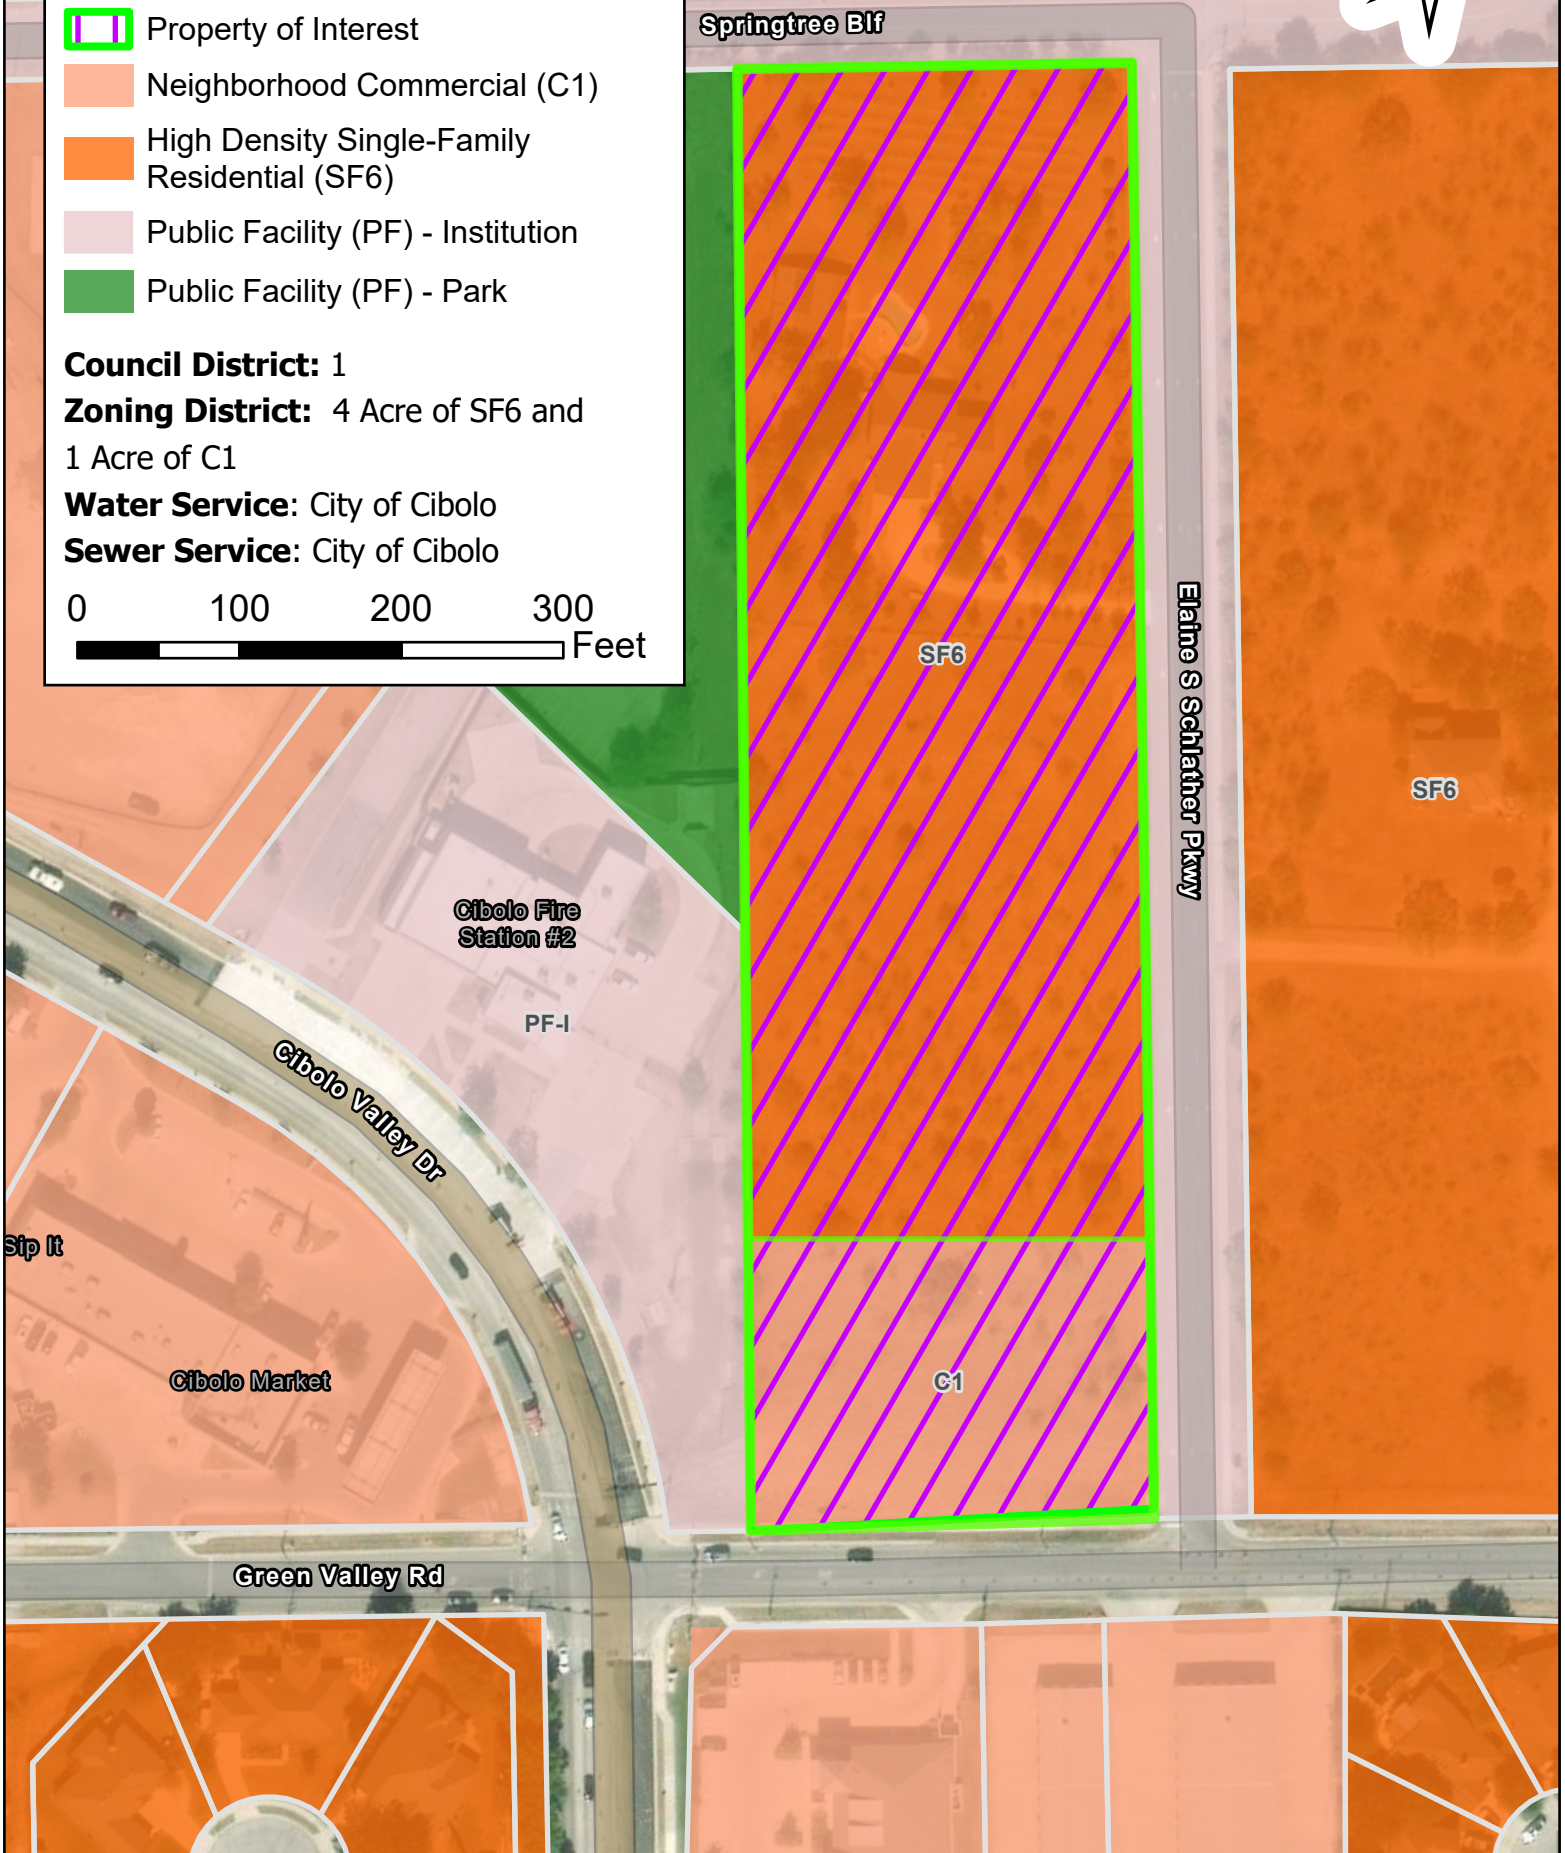 Property of Interest
Neighborhood Commercial (C1)
High Density Single-Family
Residential (SF6)
Public Facility (PF) - Institution
Public Facility (PF) - Park
Council District: 1
Zoning District: 4 Acre of SF6 and
1 Acre of C1
Water Service: City of Cibolo
Sewer Service: City of Cibolo
0 100 200 300
Feet
Springtree Blf
SF6
Elaine S Schlather Pkwy
SF6
Cibolo Fire
Station #2
PF-I
Cibolo Valley Dr
Sip It
Cibolo Market
C1
Green Valley Rd